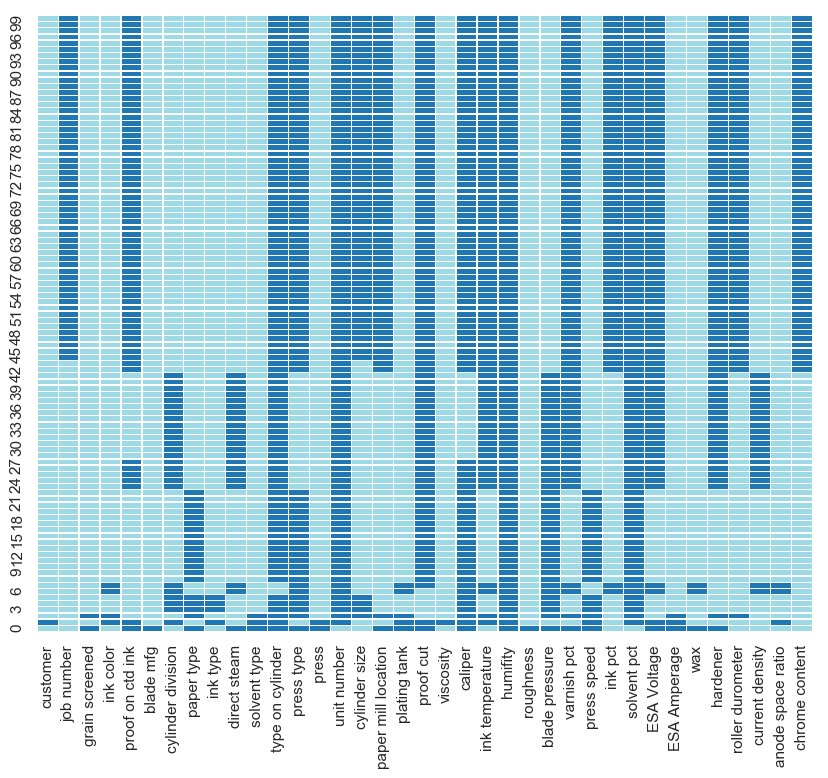 99
96
93
90
87
84
81
78
75
72
69
66
63
60
57
54
51
48
45
42
39
36
33
30
27
24
21
18
15
12
9
6
3
0
customer
job number
grain screened
ink color
proof on ctd ink
blade mfg
cylinder division
paper type
ink type
direct steam
solvent type
type on cylinder
press type
press
unit number
cylinder size
paper mill location
plating tank
proof cut
viscosity
caliper
ink temperature
humifity
roughness
blade pressure
varnish pct
press speed
ink pct
solvent pct
ESA Voltage
ESA Amperage
wax
hardener
roller durometer
current density
anode space ratio
chrome content